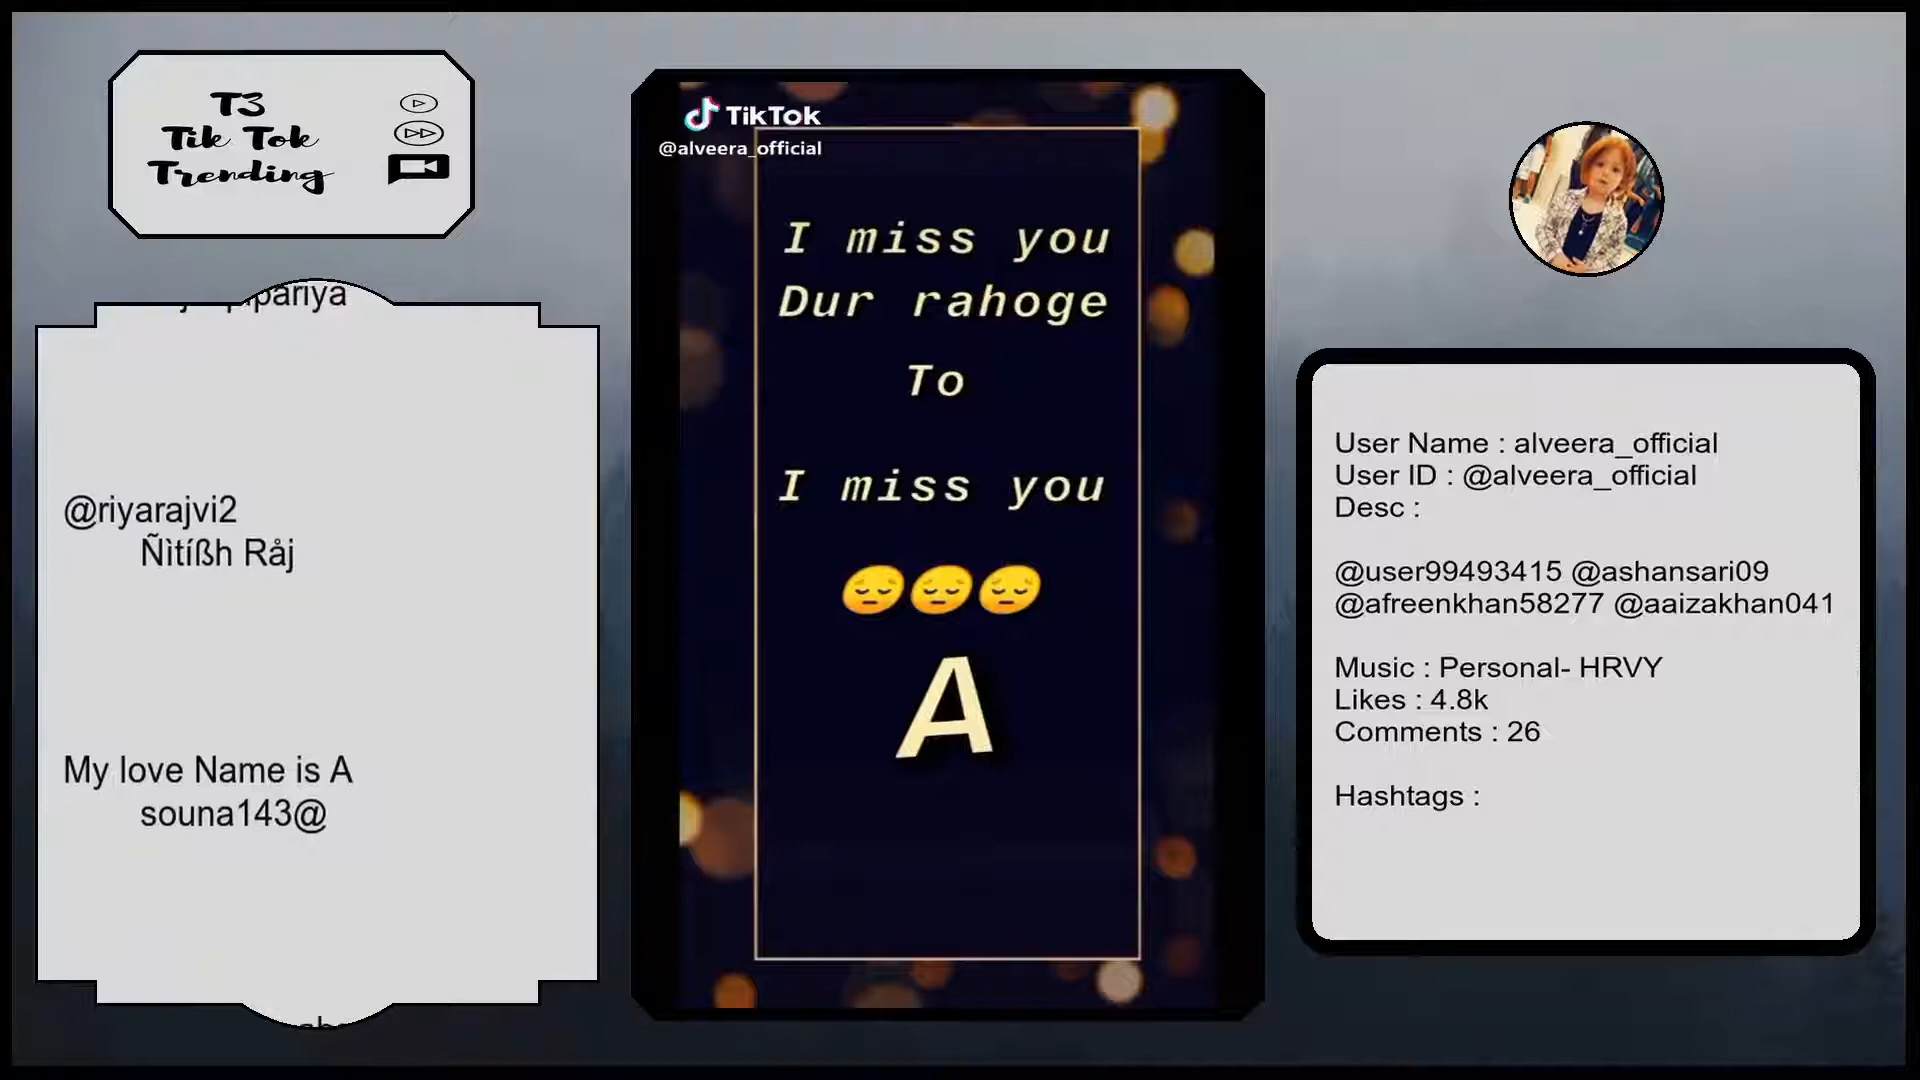 T3
Tik Tok
Trending
@riyarajvi2
Ñìtíßh Råj
My love Name is A
souna143@
TikTok
@alveera_official
I miss you
Dur rahoge
To
I miss you
😔😔😔
A
User Name : alveera_official
User ID : @alveera_official
Desc :
@user99493415 @ashansari09
@afreenkhan58277 @aaizakhan041
Music : Personal- HRVY
Likes : 4.8k
Comments : 26
Hashtags :